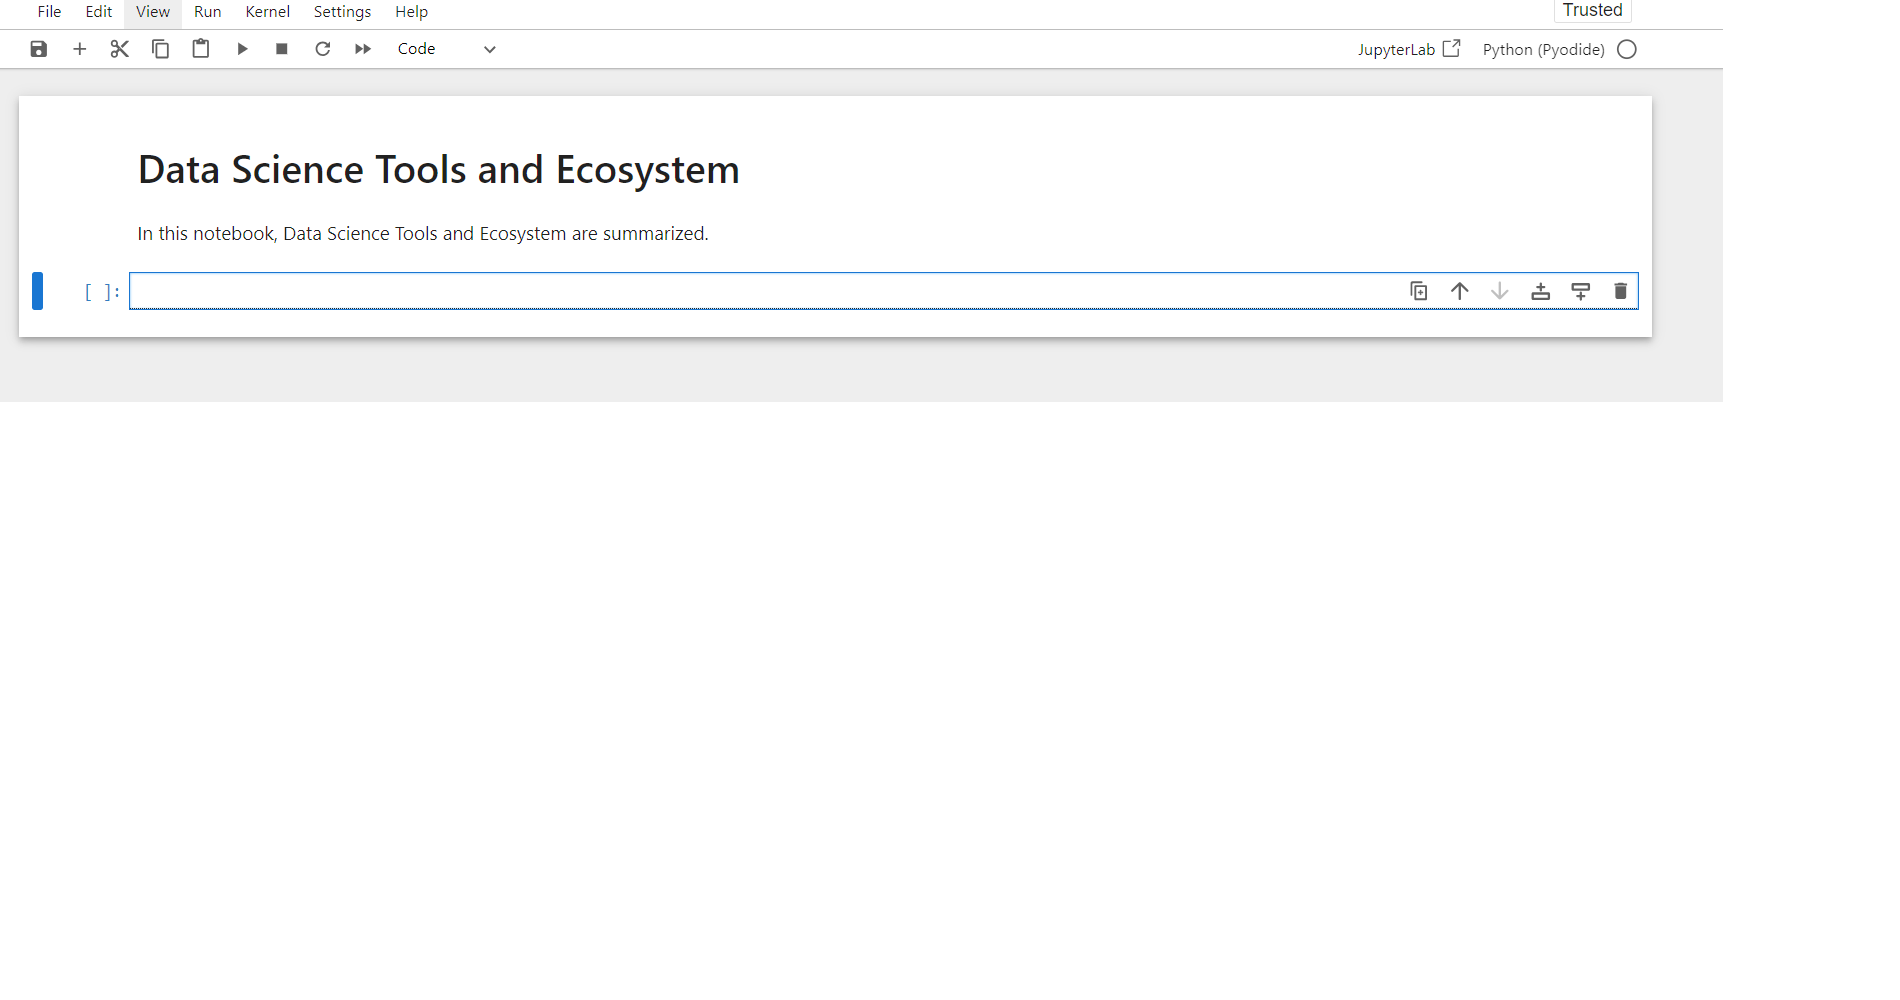 File Edit View Run Kernel Settings Help Trusted
Code JupyterLab Python (Pyodide)
Data Science Tools and Ecosystem
In this notebook, Data Science Tools and Ecosystem are summarized.
[ ]: